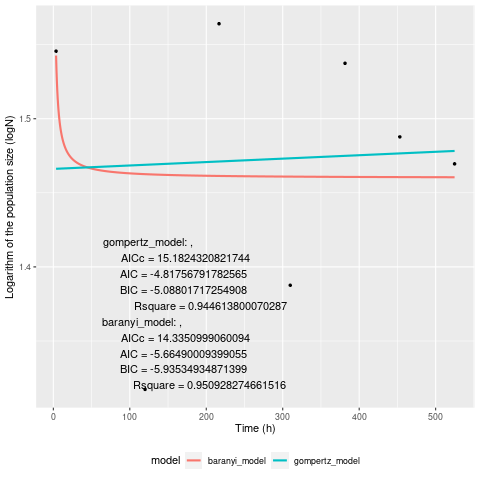 Logarithm of the population size (logN)
1.5
1.4
gompertz_model: ,
AICc = 15.1824320821744
AIC = -4.81756791782565
BIC = -5.08801717254908
Rsquare = 0.944613800070287
baranyi_model: ,
AICc = 14.3350999060094
AIC = -5.66490009399055
BIC = -5.93534934871399
Rsquare = 0.950928274661516
0 100 200 300 400 500
Time (h)
model baranyi_model gompertz_model